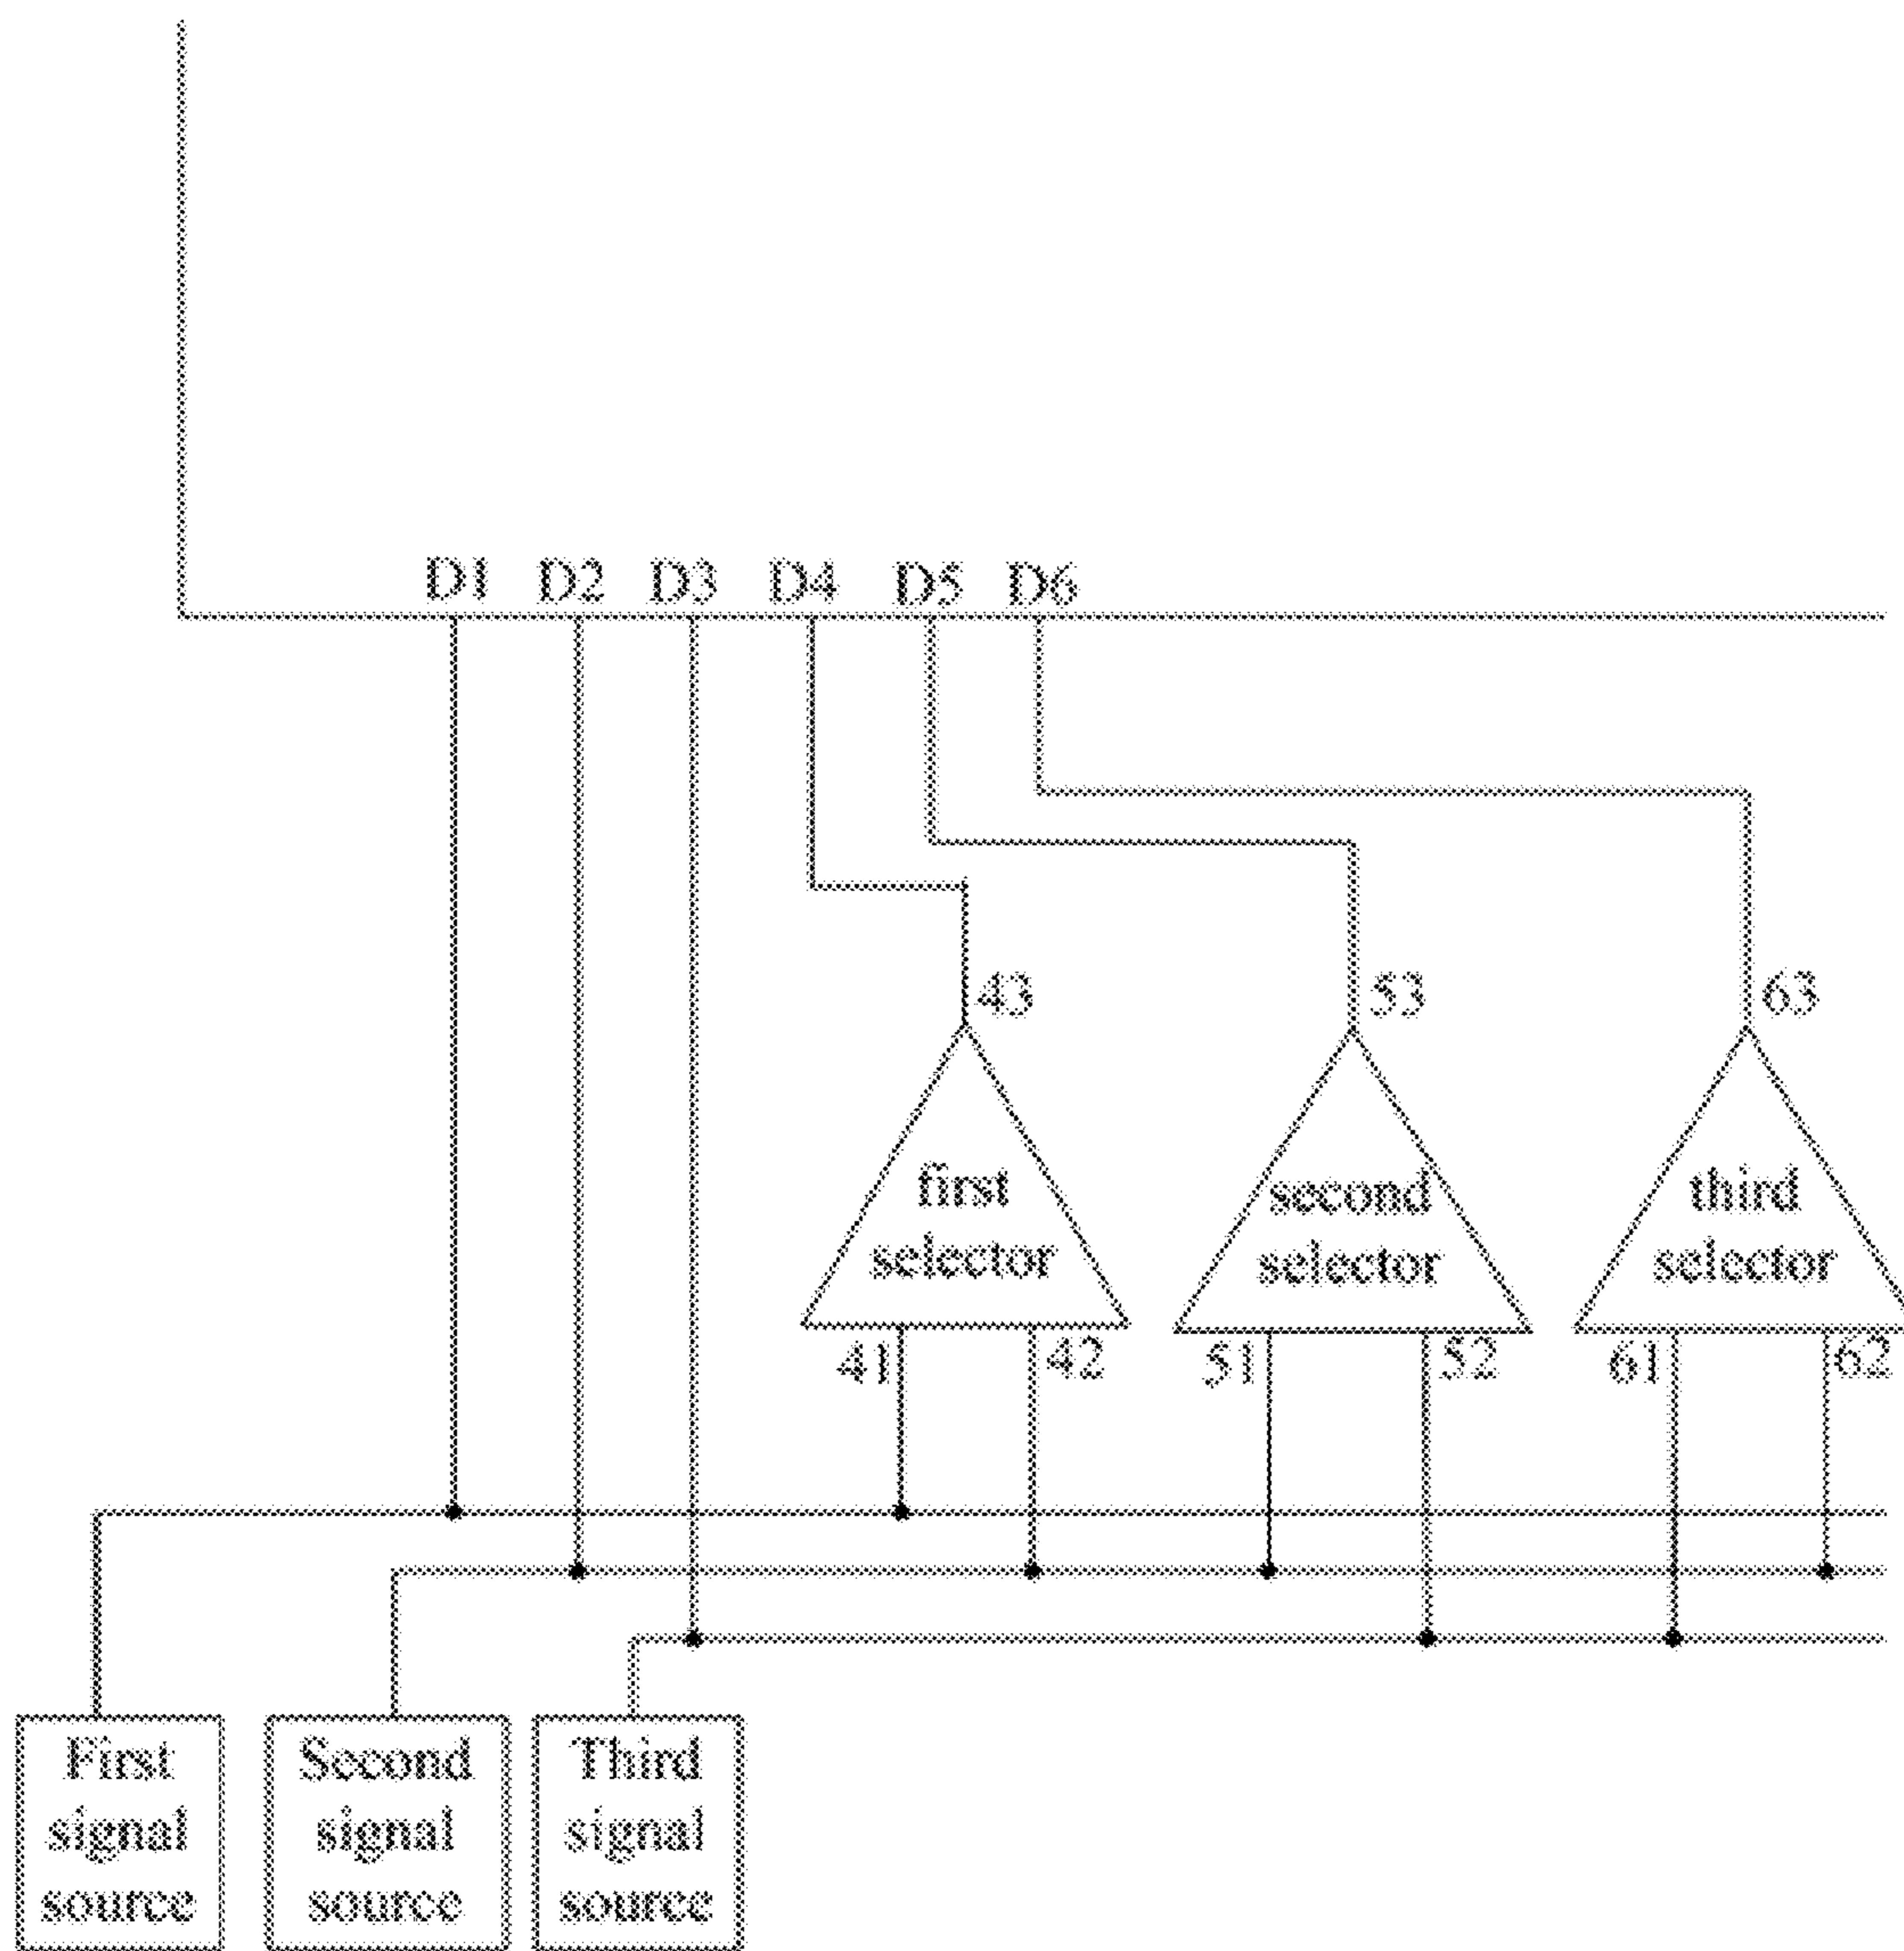 D1 D2 D3 D4 D5 D6
43 53 63
first
selector
second
selector
third
selector
41 42 51 52 61 62
First
signal
source
Second
signal
source
Third
signal
source